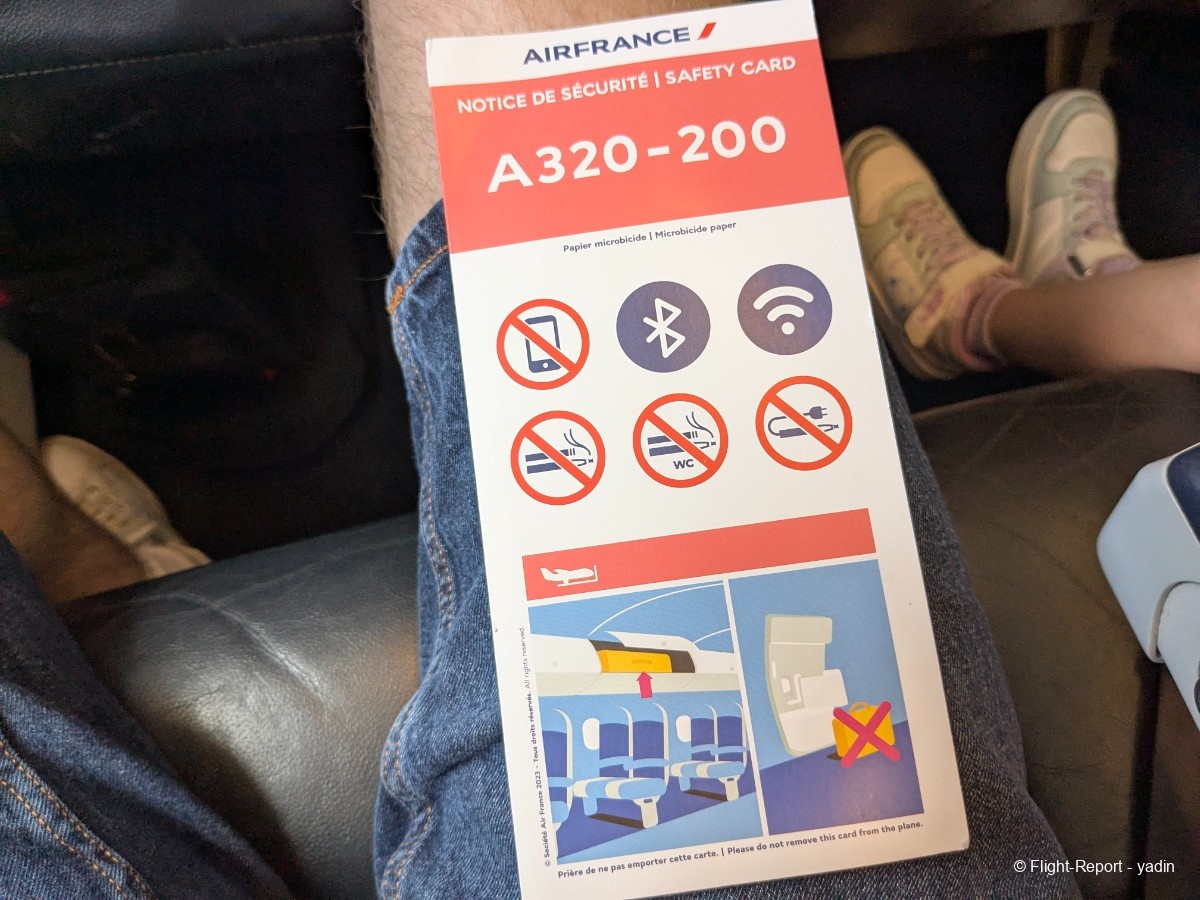 AIRFRANCE
NOTICE DE SÉCURITÉ | SAFETY CARD
A320-200
Papier microbicide | Microbicide paper
WC
© Société Air France 2023 - Tous droits réservés. All rights reserved.
Prière de ne pas emporter cette carte. | Please do not remove this card from the plane.
© Flight-Report - yadin